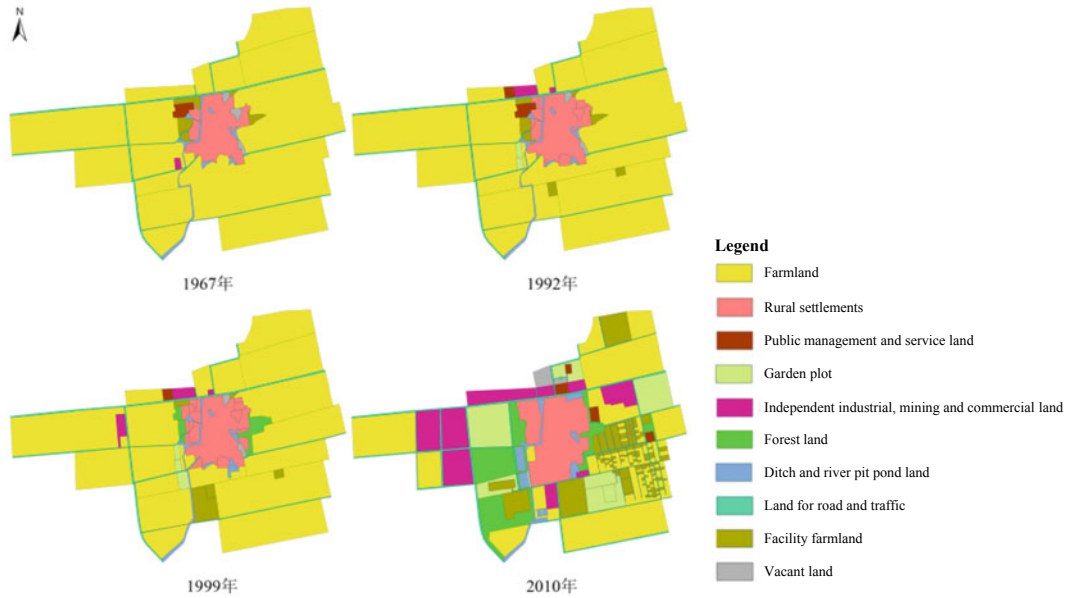 N
1967年
1992年
1999年
2010年
Legend
Farmland
Rural settlements
Public management and service land
Garden plot
Independent industrial, mining and commercial land
Forest land
Ditch and river pit pond land
Land for road and traffic
Facility farmland
Vacant land